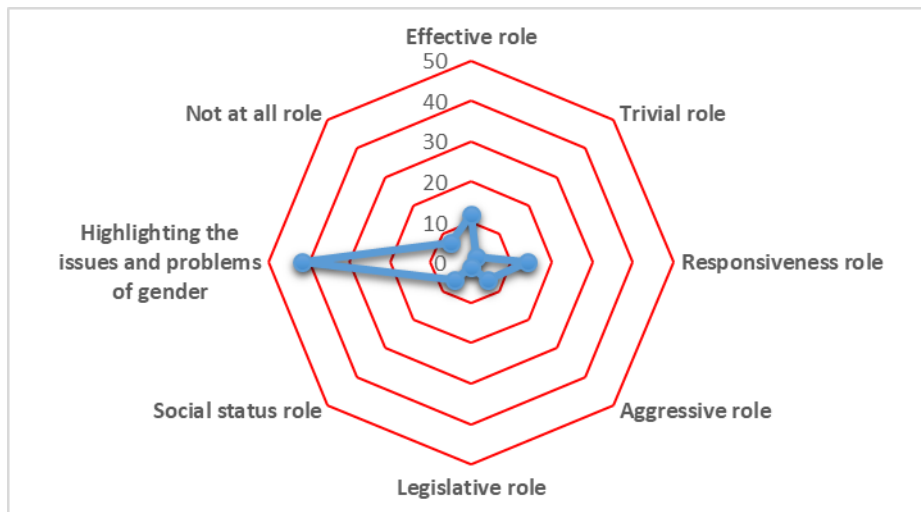 Effective role
50
Not at all role
40
Trivial role
30
20
Highlighting the
issues and problems
of gender
10
0
Responsiveness role
Social status role
Aggressive role
Legislative role